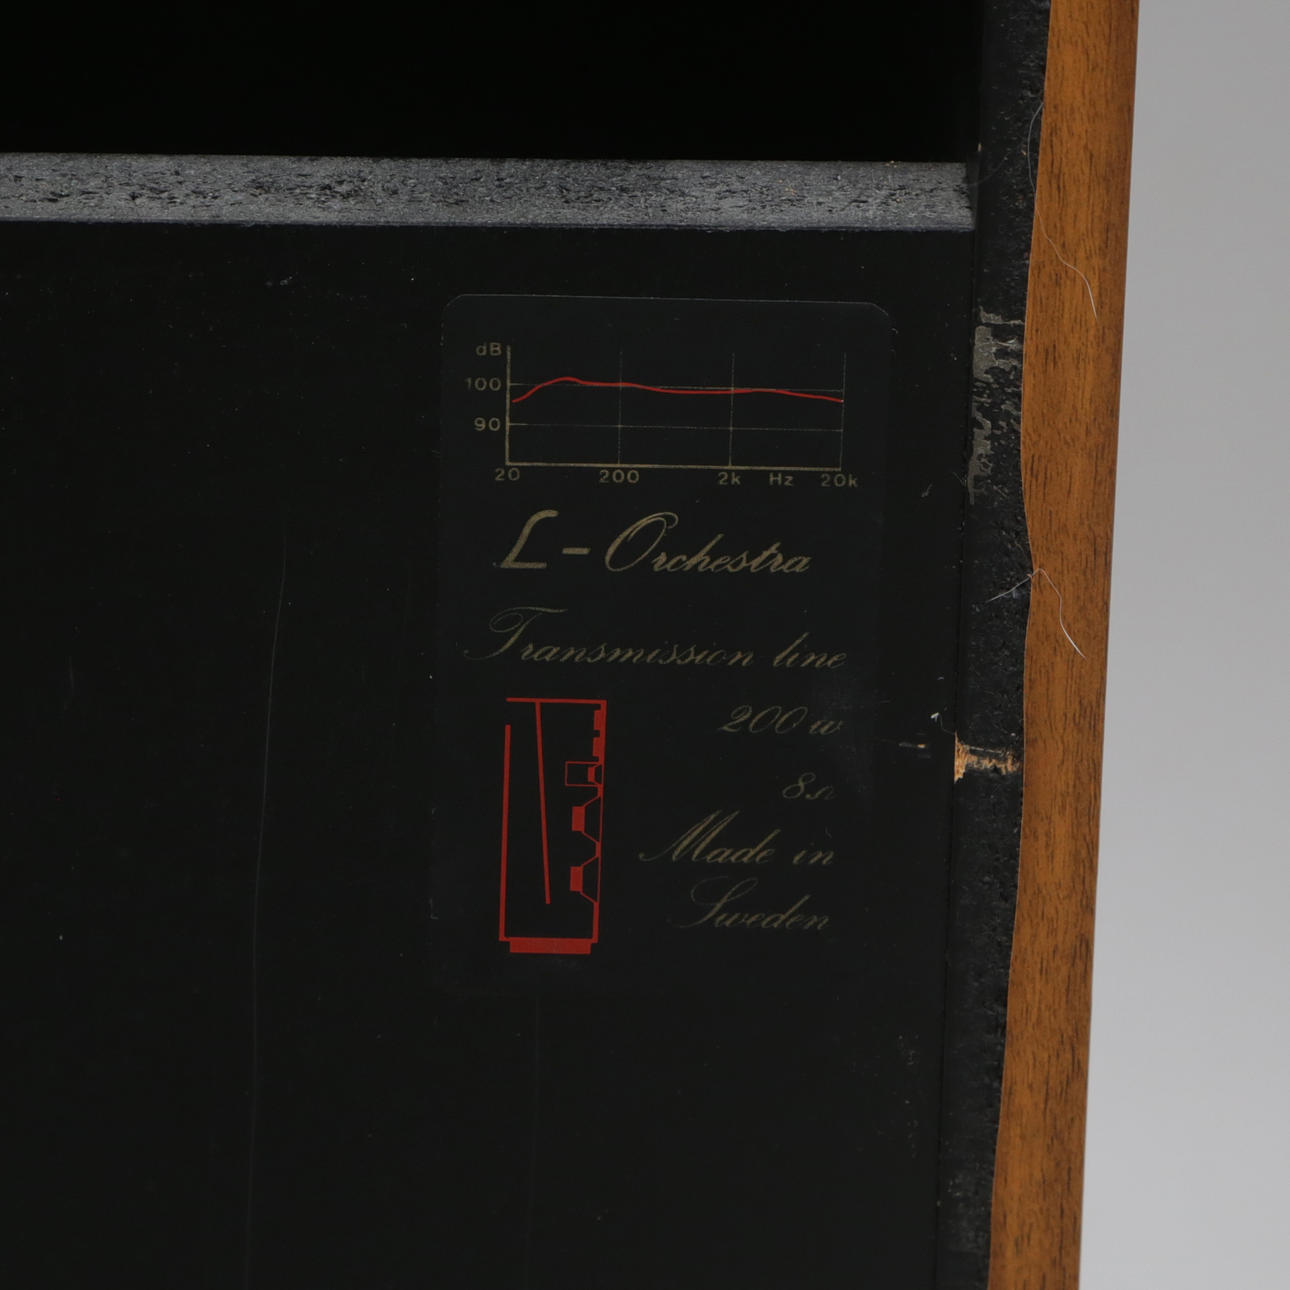 dB
100
90
20 200 2k Hz 20k
L-Orchestra
Transmission line
200 w
8Ω
Made in
Sweden